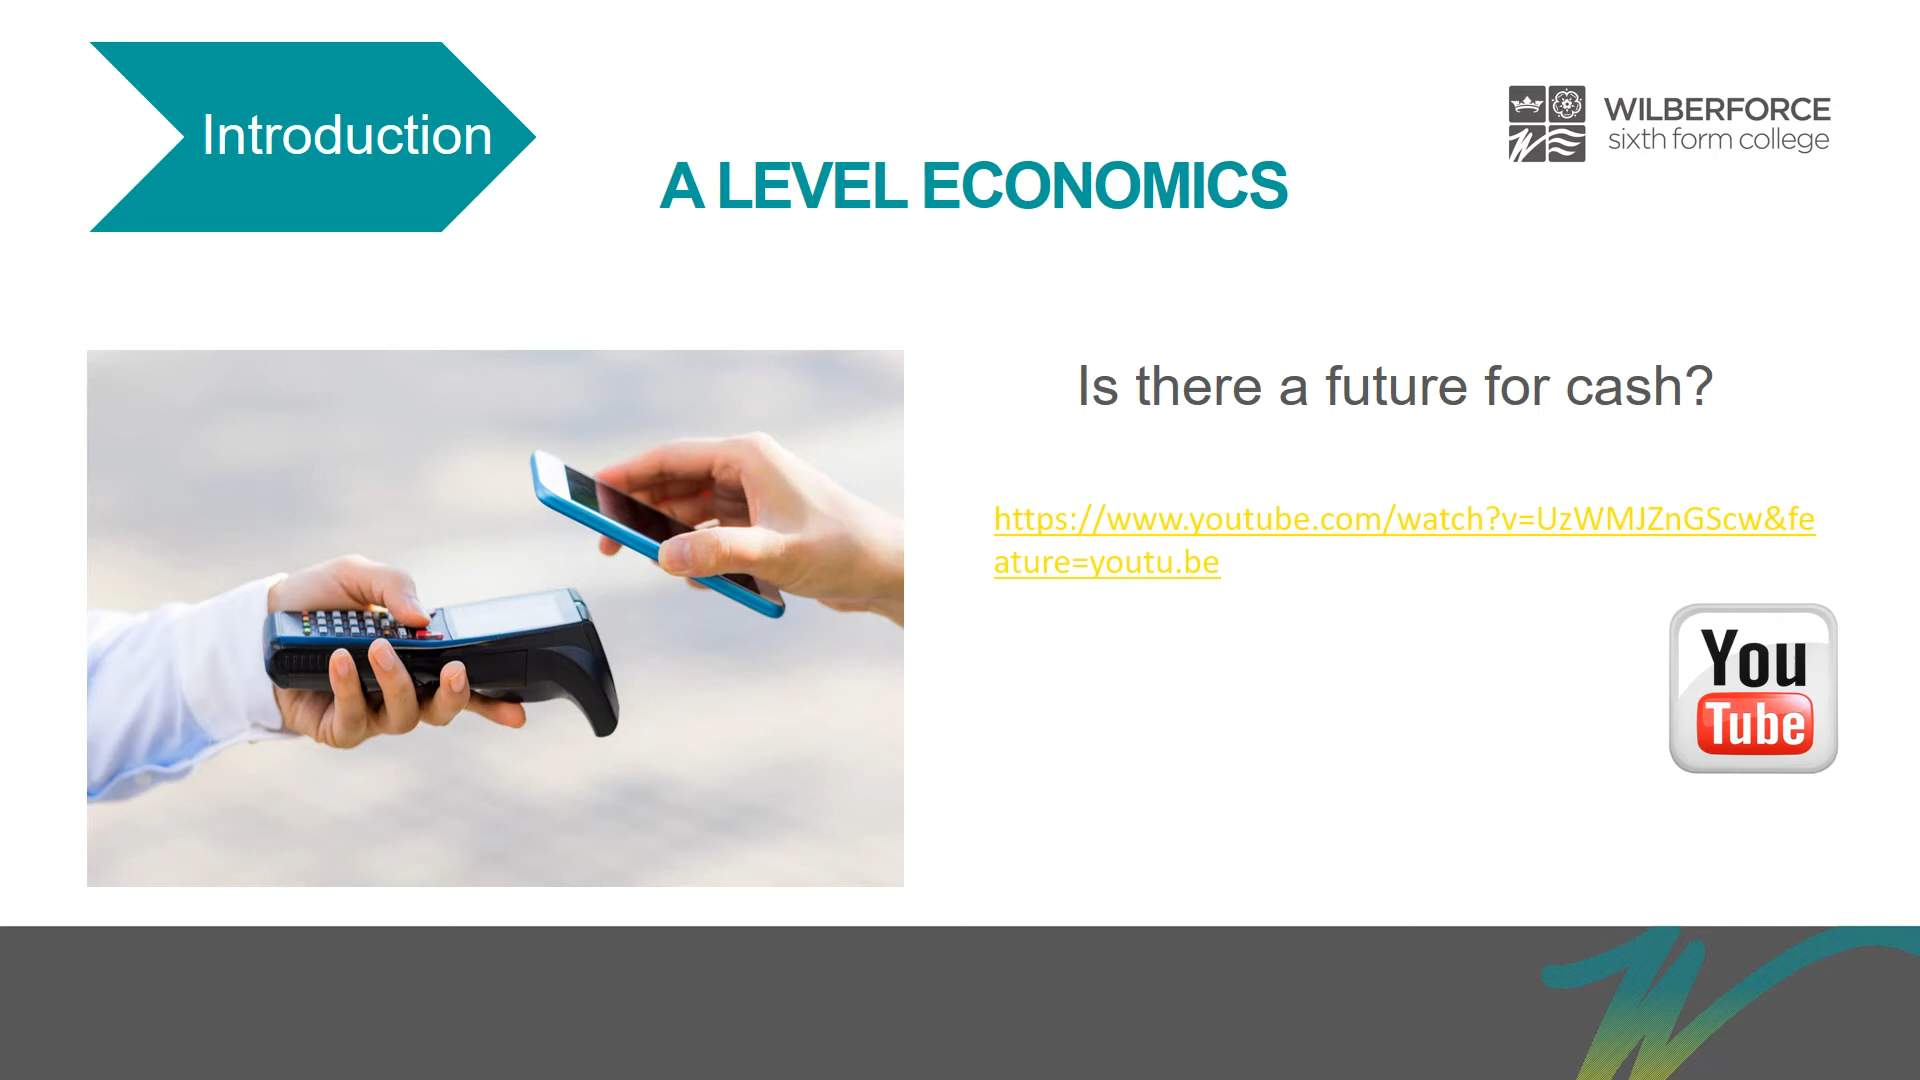 Introduction
WILBERFORCE
sixth form college
A LEVEL ECONOMICS
Is there a future for cash?
https://www.youtube.com/watch?v=UzWMJZnGScw&fe
ature=youtu.be
You
Tube